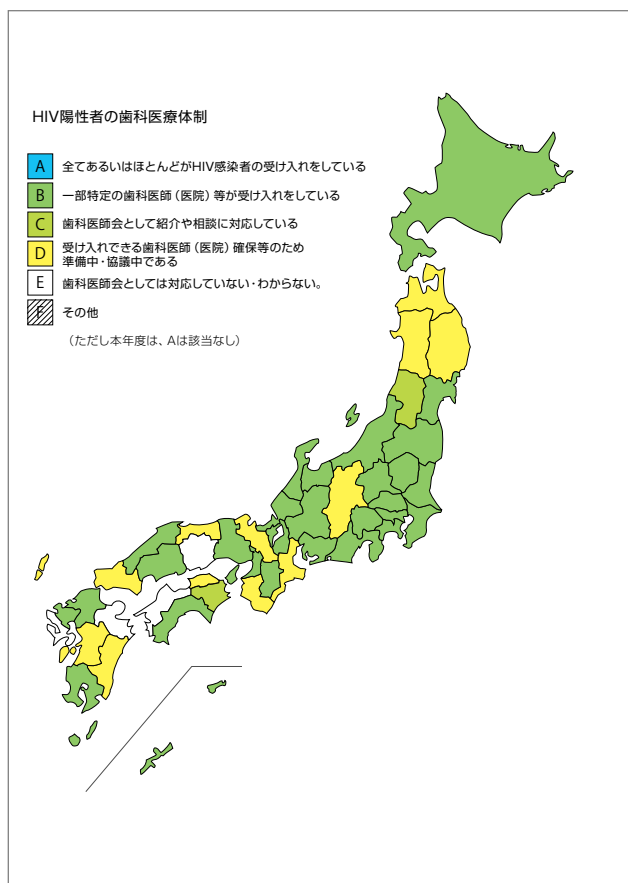 HIV陽性者の歯科医療体制
A 全てあるいはほとんどがHIV感染者の受け入れをしている
B 一部特定の歯科医師（医院）等が受け入れをしている
C 歯科医師会として紹介や相談に対応している
D 受け入れできる歯科医師（医院）確保等のため
準備中・協議中である
E 歯科医師会としては対応していない・わからない。
F その他
（ただし本年度は、Aは該当なし）